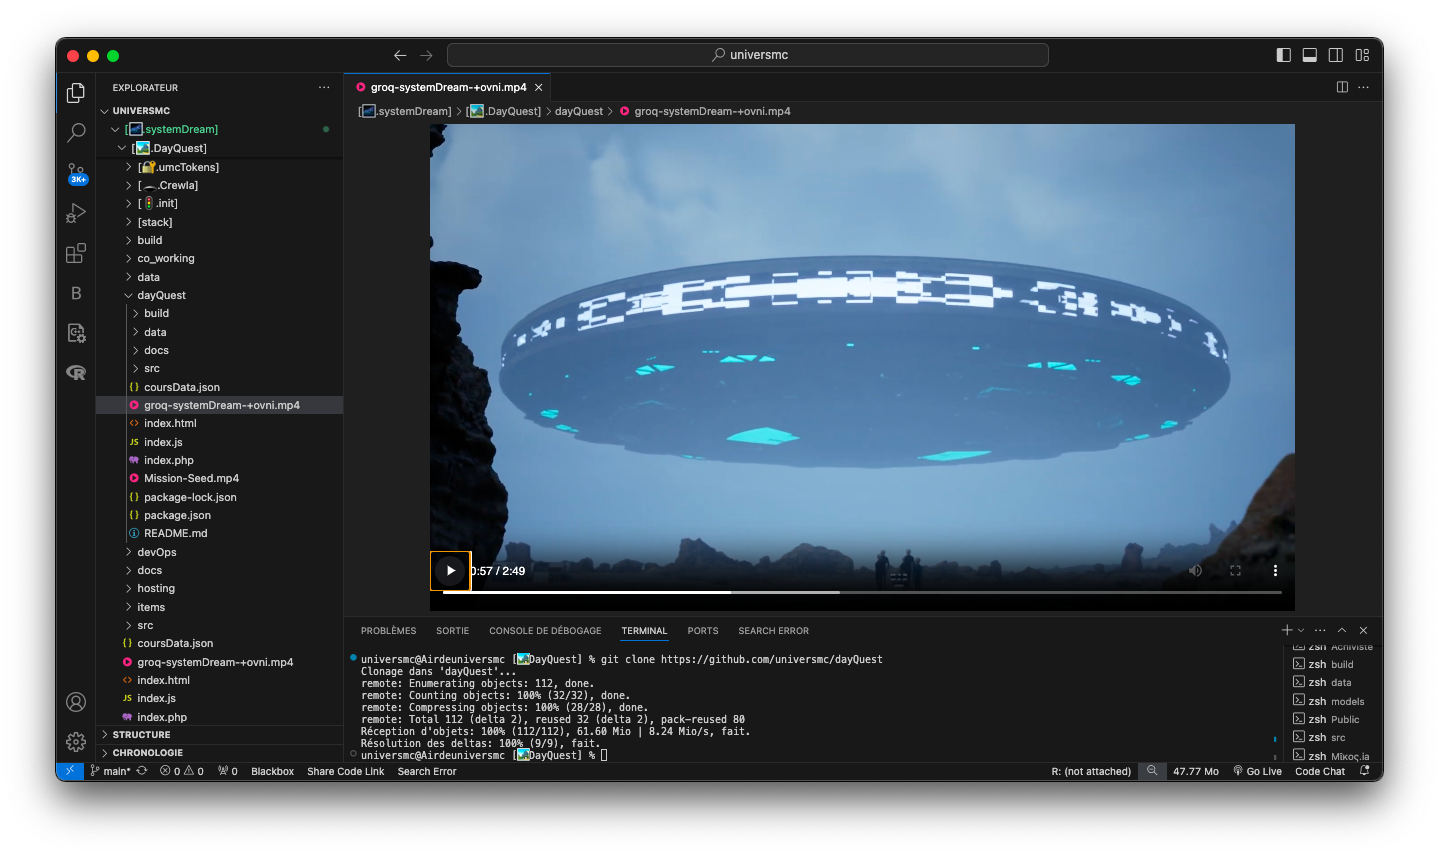 universmc
EXPLORATEUR
UNIVERSMC
[.systemDream]
[.DayQuest]
[🔐.umcTokens]
[🕳️.Crewla]
[🚦.init]
[stack]
build
co_working
data
dayQuest
build
data
docs
src
coursData.json
groq-systemDream-+ovni.mp4
index.html
index.js
index.php
Mission-Seed.mp4
package-lock.json
package.json
README.md
devOps
docs
hosting
items
src
coursData.json
groq-systemDream-+ovni.mp4
index.html
index.js
index.php
STRUCTURE
CHRONOLOGIE
3K+
B
R
groq-systemDream-+ovni.mp4
[.systemDream] > [.DayQuest] > dayQuest > groq-systemDream-+ovni.mp4
0:57 / 2:49
PROBLÈMES SORTIE CONSOLE DE DÉBOGAGE TERMINAL PORTS SEARCH ERROR
universmc@Airdeuniversmc [DayQuest] % git clone https://github.com/universmc/dayQuest
Clonage dans 'dayQuest'...
remote: Enumerating objects: 112, done.
remote: Counting objects: 100% (32/32), done.
remote: Compressing objects: 100% (28/28), done.
remote: Total 112 (delta 2), reused 32 (delta 2), pack-reused 80
Réception d'objets: 100% (112/112), 61.60 Mio | 8.24 Mio/s, fait.
Résolution des deltas: 100% (9/9), fait.
universmc@Airdeuniversmc [DayQuest] %
zsh Achiviste
zsh build
zsh data
zsh models
zsh Public
zsh src
zsh Μῖκος.ia
main* 0 0 0 Blackbox Share Code Link Search Error
R: (not attached) 47.77 Mo Go Live Code Chat